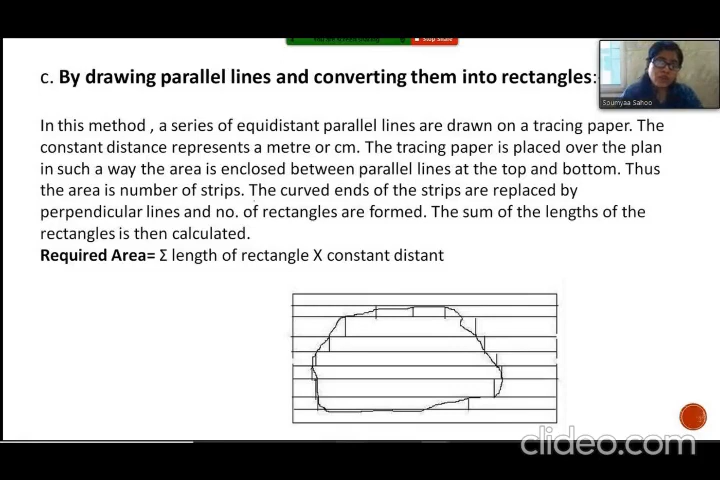 Stop Share
c. By drawing parallel lines and converting them into rectangles:
Soumyaa Sahoo
In this method , a series of equidistant parallel lines are drawn on a tracing paper. The
constant distance represents a metre or cm. The tracing paper is placed over the plan
in such a way the area is enclosed between parallel lines at the top and bottom. Thus
the area is number of strips. The curved ends of the strips are replaced by
perpendicular lines and no. of rectangles are formed. The sum of the lengths of the
rectangles is then calculated.
Required Area= Σ length of rectangle X constant distant
clideo.com